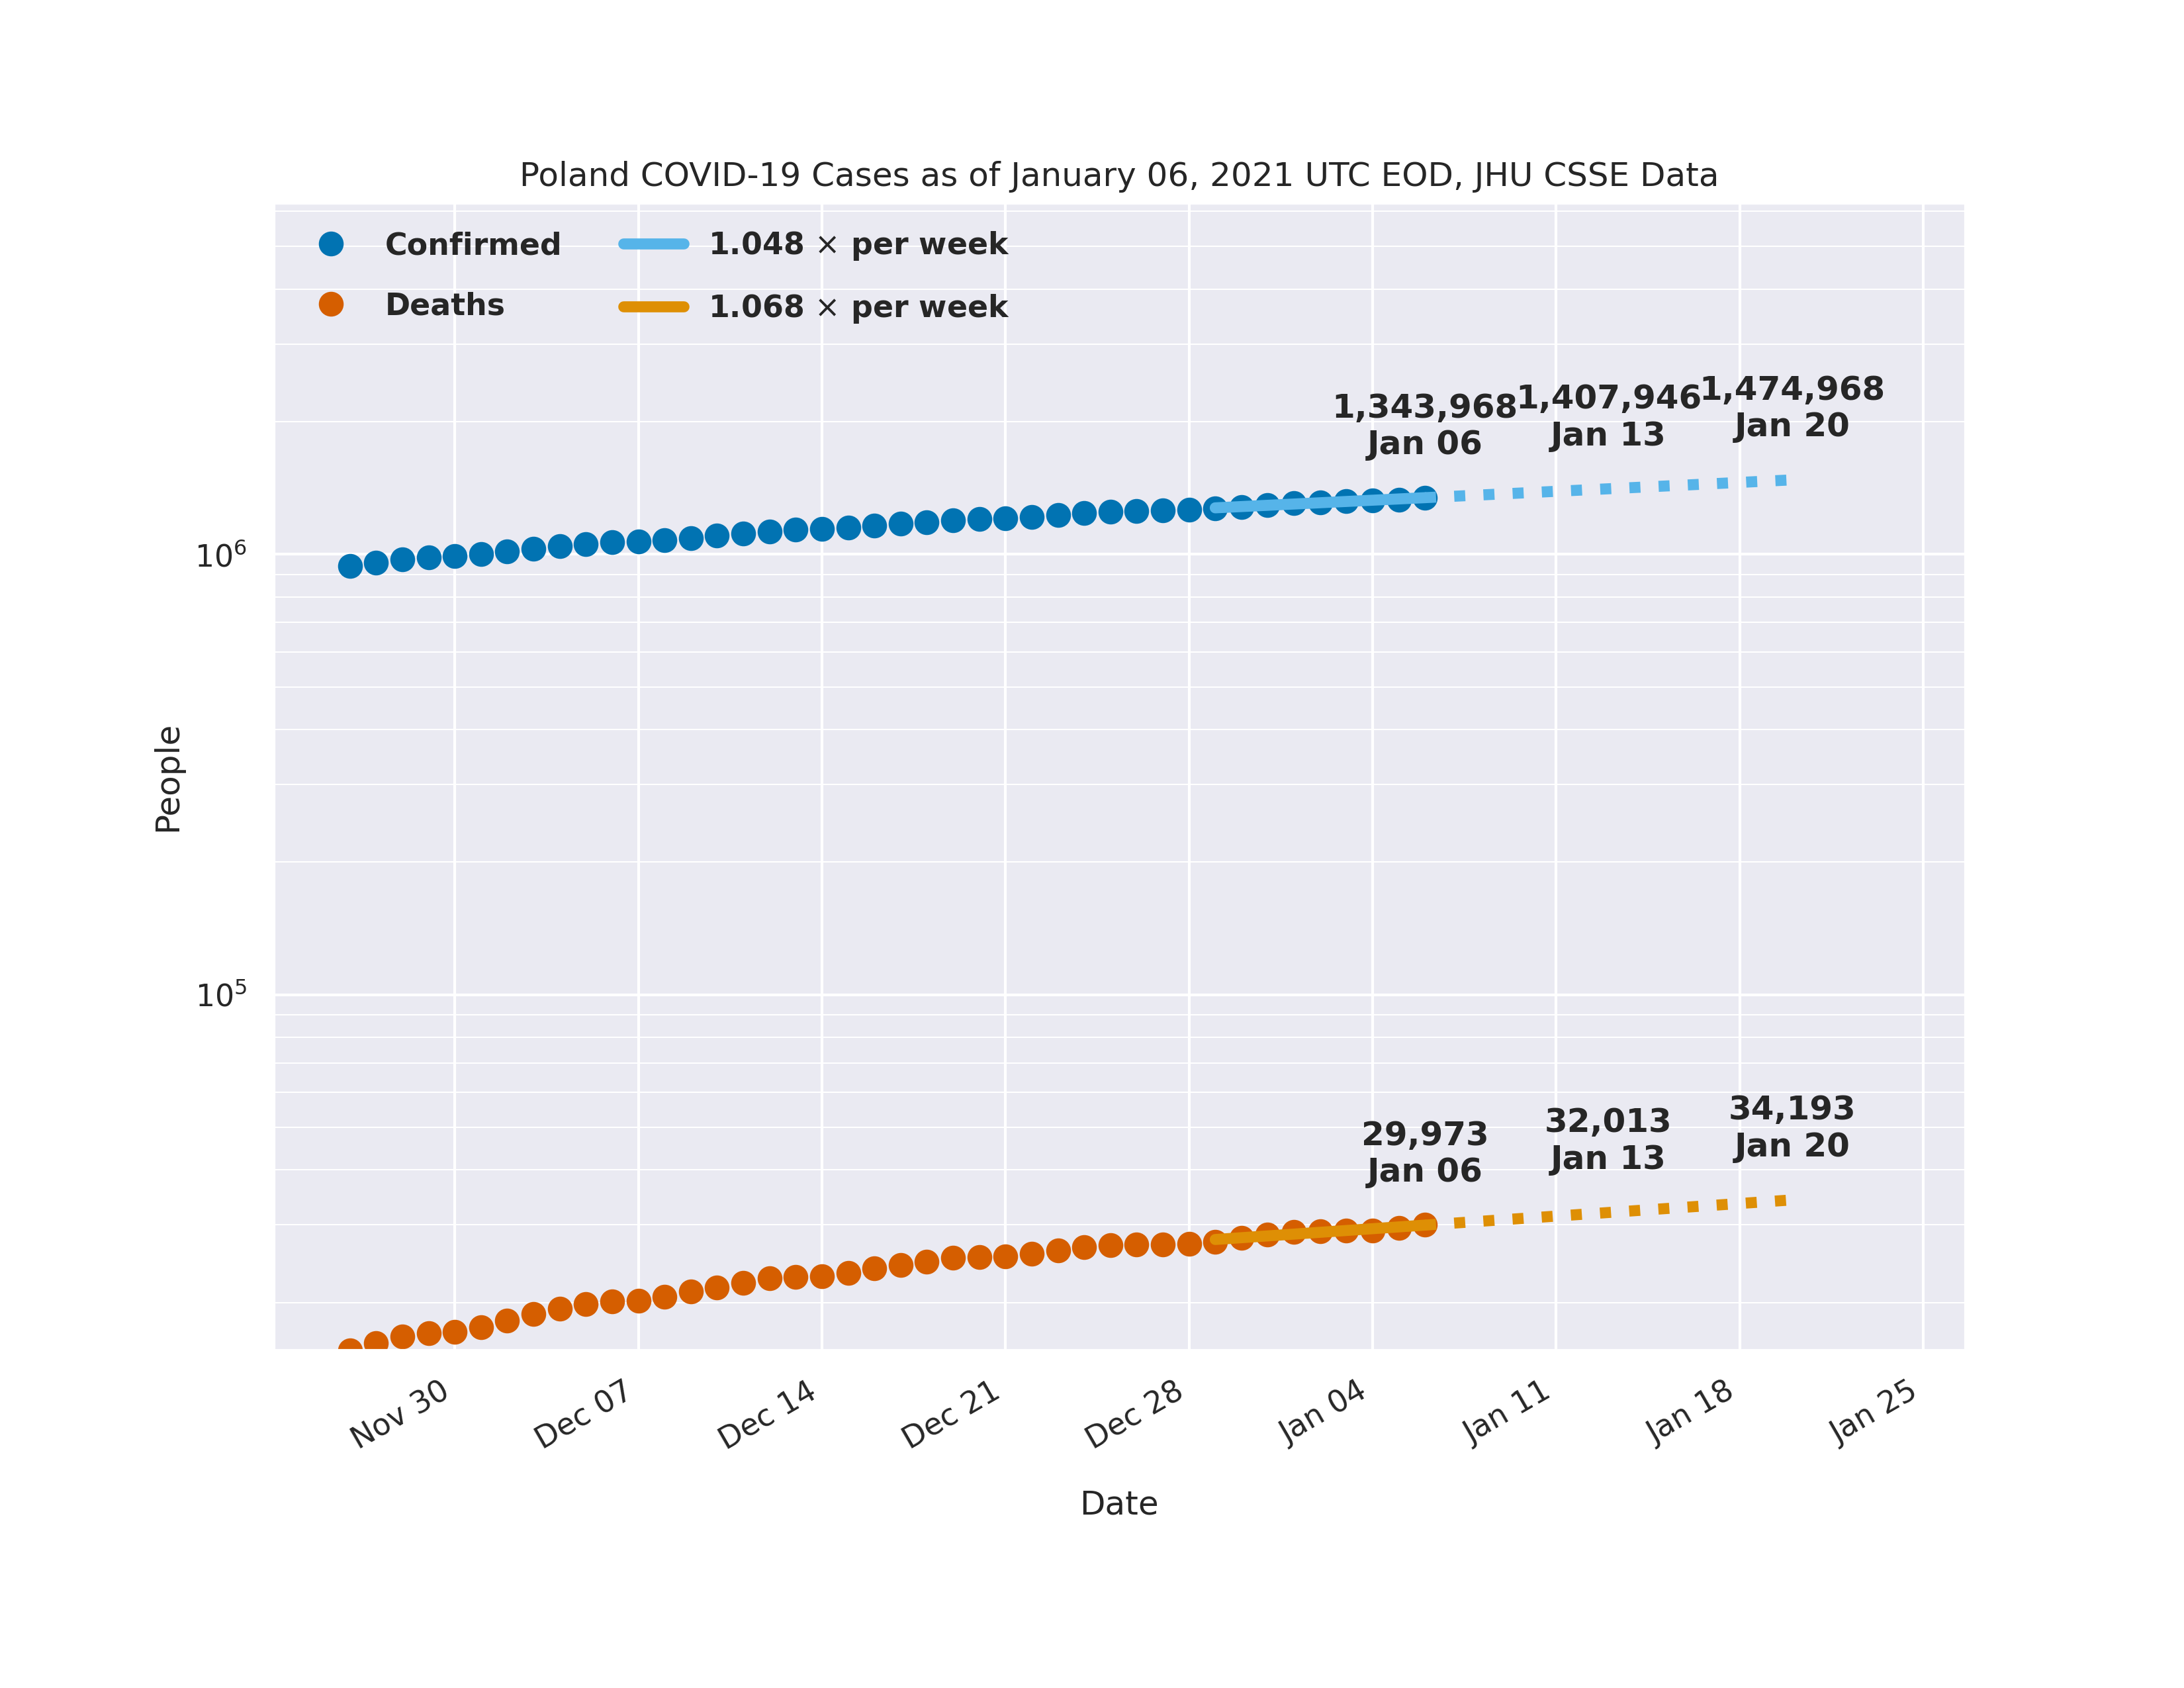 Poland COVID-19 Cases as of January 06, 2021 UTC EOD, JHU CSSE Data
Confirmed
Deaths
1.048 × per week
1.068 × per week
1,343,968
Jan 06
1,407,946
Jan 13
1,474,968
Jan 20
10⁶
10⁵
People
29,973
Jan 06
32,013
Jan 13
34,193
Jan 20
Nov 30
Dec 07
Dec 14
Dec 21
Dec 28
Jan 04
Jan 11
Jan 18
Jan 25
Date